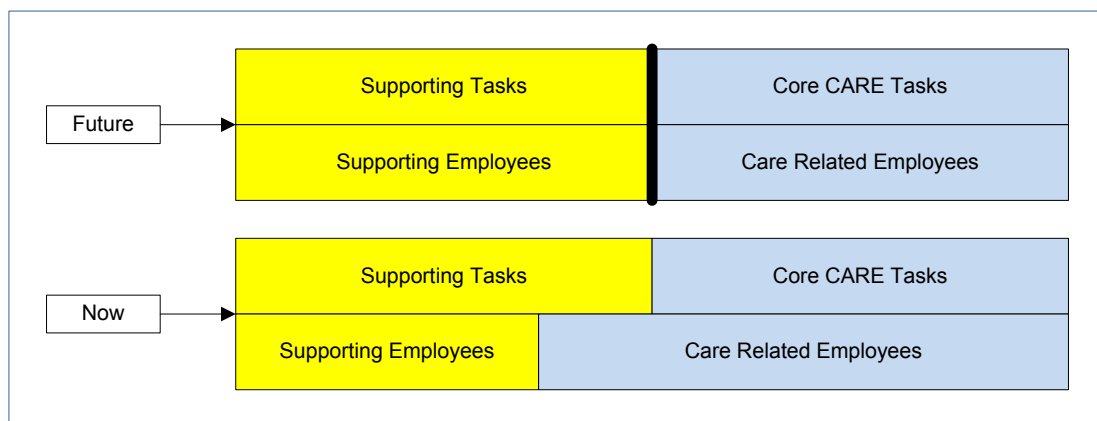 Supporting Tasks
Core CARE Tasks
Future
Supporting Employees
Care Related Employees
Supporting Tasks
Core CARE Tasks
Now
Supporting Employees
Care Related Employees